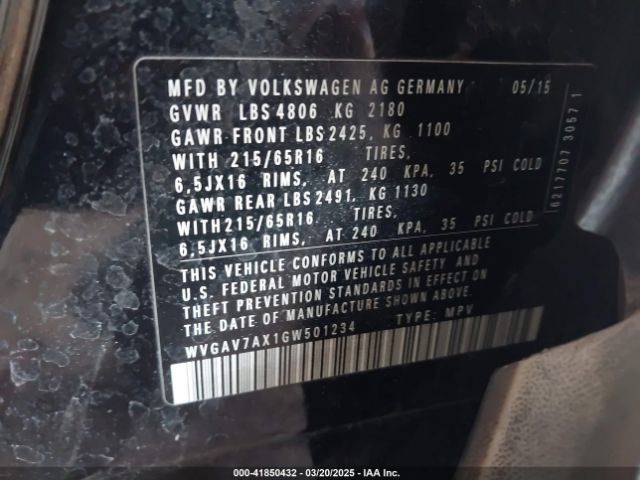 MFD BY VOLKSWAGEN AG GERMANY 05/15
GVWR LBS 4806 KG 2180
GAWR FRONT LBS 2425, KG 1100
WITH 215/65R16 TIRES,
6,5JX16 RIMS, AT 240 KPA, 35 PSI COLD
GAWR REAR LBS 2491, KG 1130
WITH 215/65R16 TIRES,
6,5JX16 RIMS, AT 240 KPA, 35 PSI COLD
THIS VEHICLE CONFORMS TO ALL APPLICABLE
U.S. FEDERAL MOTOR VEHICLE SAFETY AND
THEFT PREVENTION STANDARDS IN EFFECT ON
THE DATE OF MANUFACTURE SHOWN ABOVE.
WVGAV7AX1GW501234 TYPE: MPV
6217707 3057 1
000-41850432 - 03/20/2025 - IAA Inc.